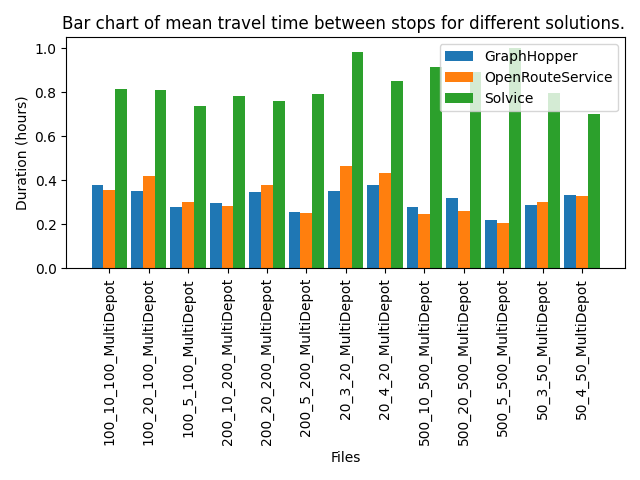 Bar chart of mean travel time between stops for different solutions.
GraphHopper
OpenRouteService
Solvice
Duration (hours)
1.0
0.8
0.6
0.4
0.2
0.0
100_10_100_MultiDepot
100_20_100_MultiDepot
100_5_100_MultiDepot
200_10_200_MultiDepot
200_20_200_MultiDepot
200_5_200_MultiDepot
20_3_20_MultiDepot
20_4_20_MultiDepot
500_10_500_MultiDepot
500_20_500_MultiDepot
500_5_500_MultiDepot
50_3_50_MultiDepot
50_4_50_MultiDepot
Files